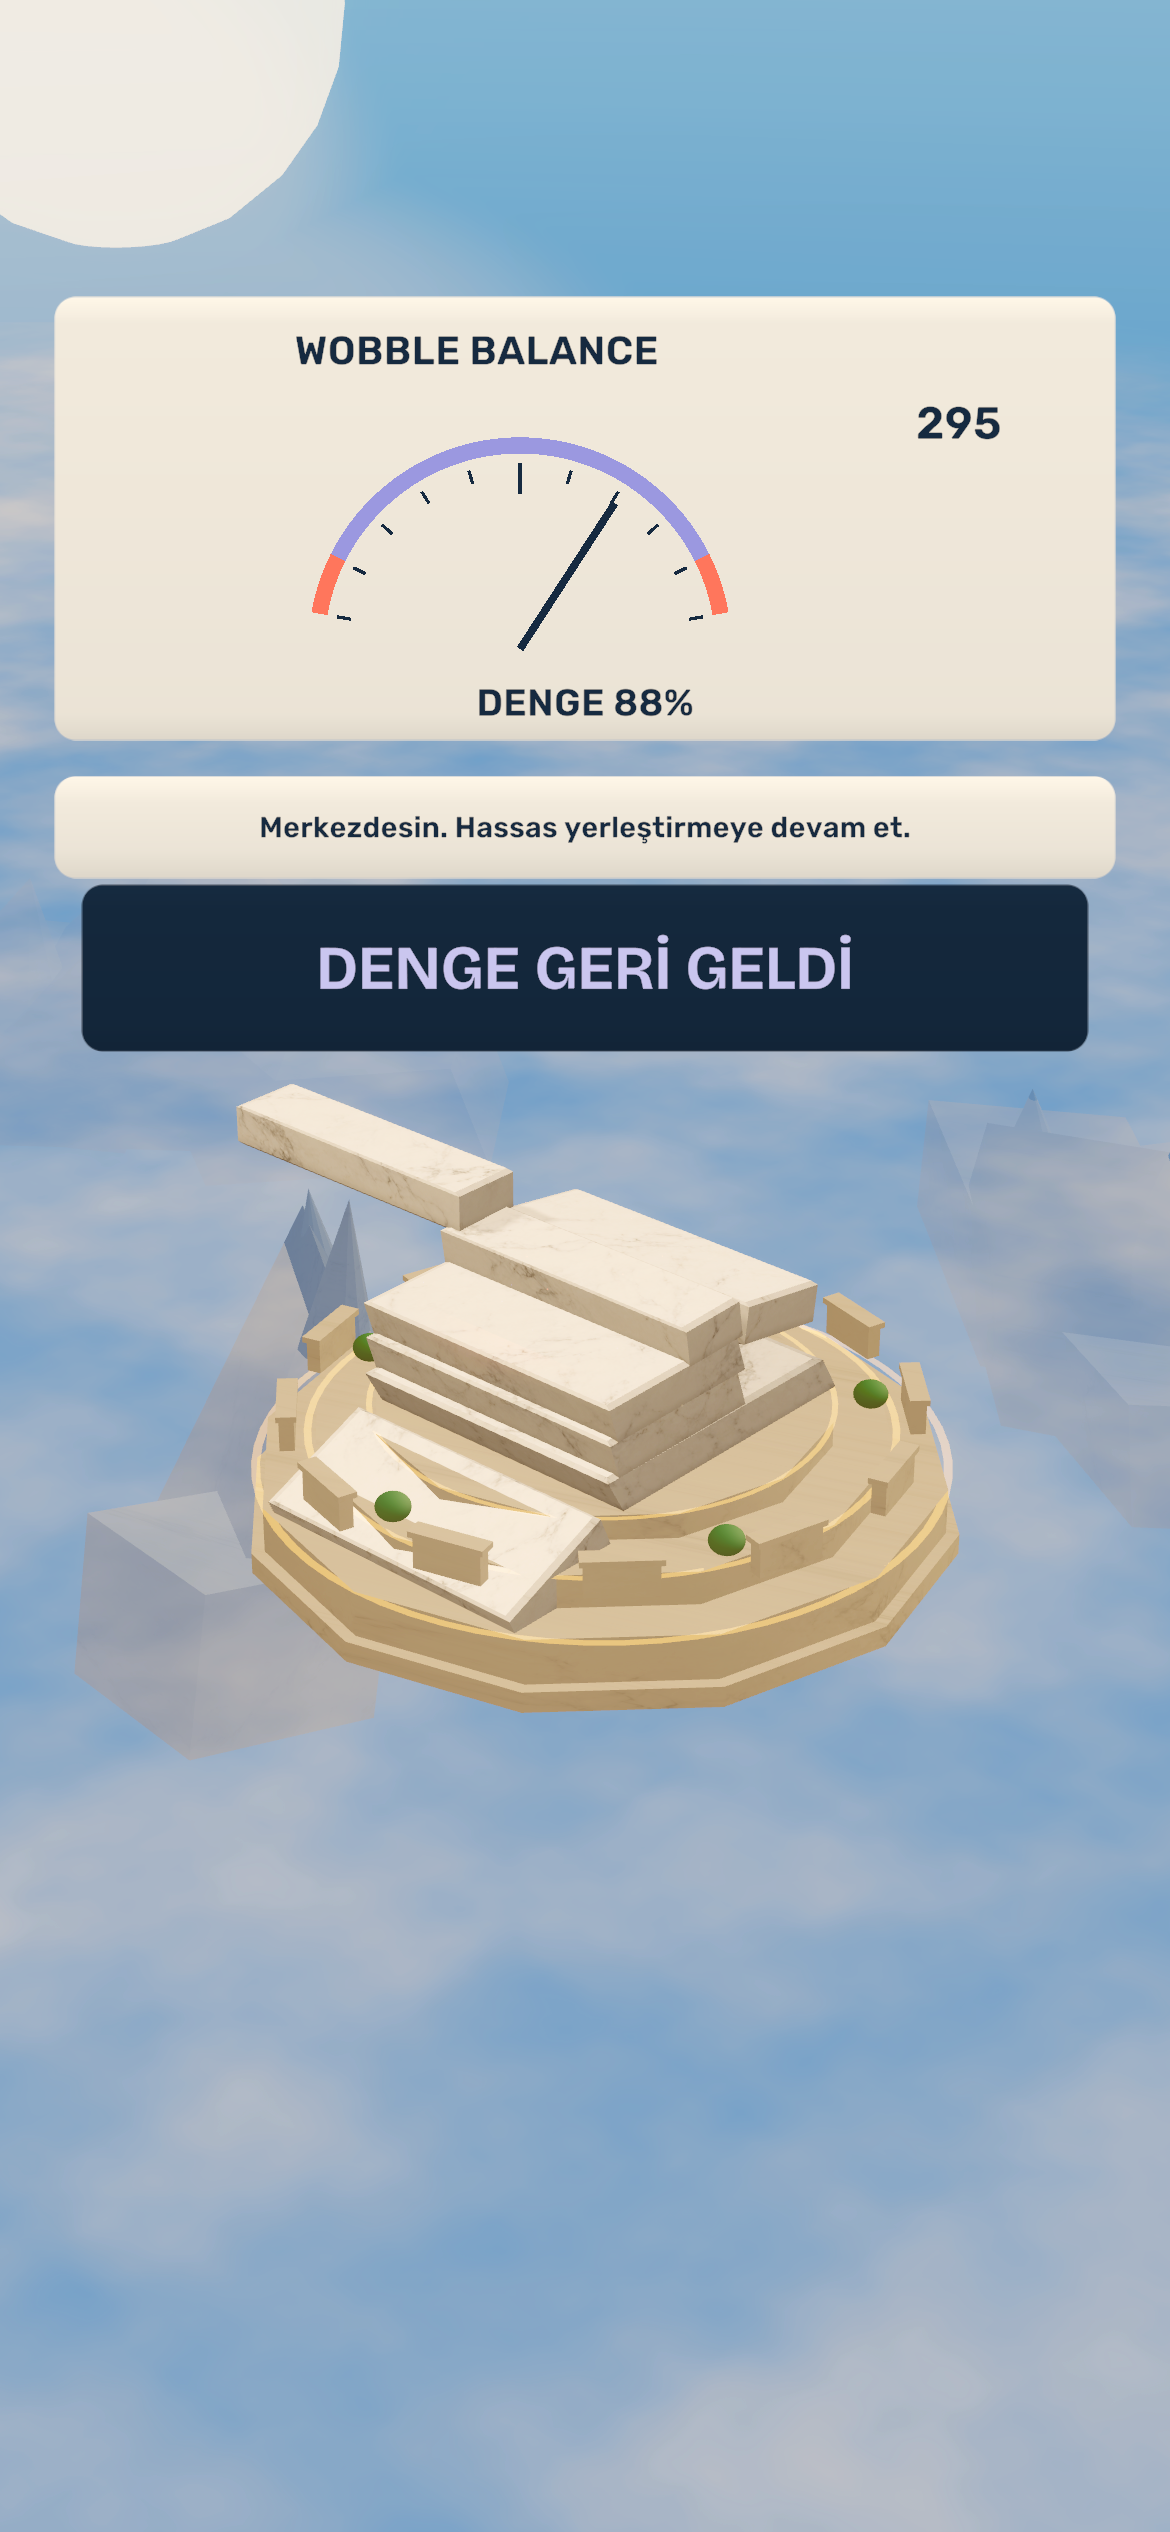 WOBBLE BALANCE
295
DENGE 88%
Merkezdesin. Hassas yerleştirmeye devam et.
DENGE GERİ GELDİ